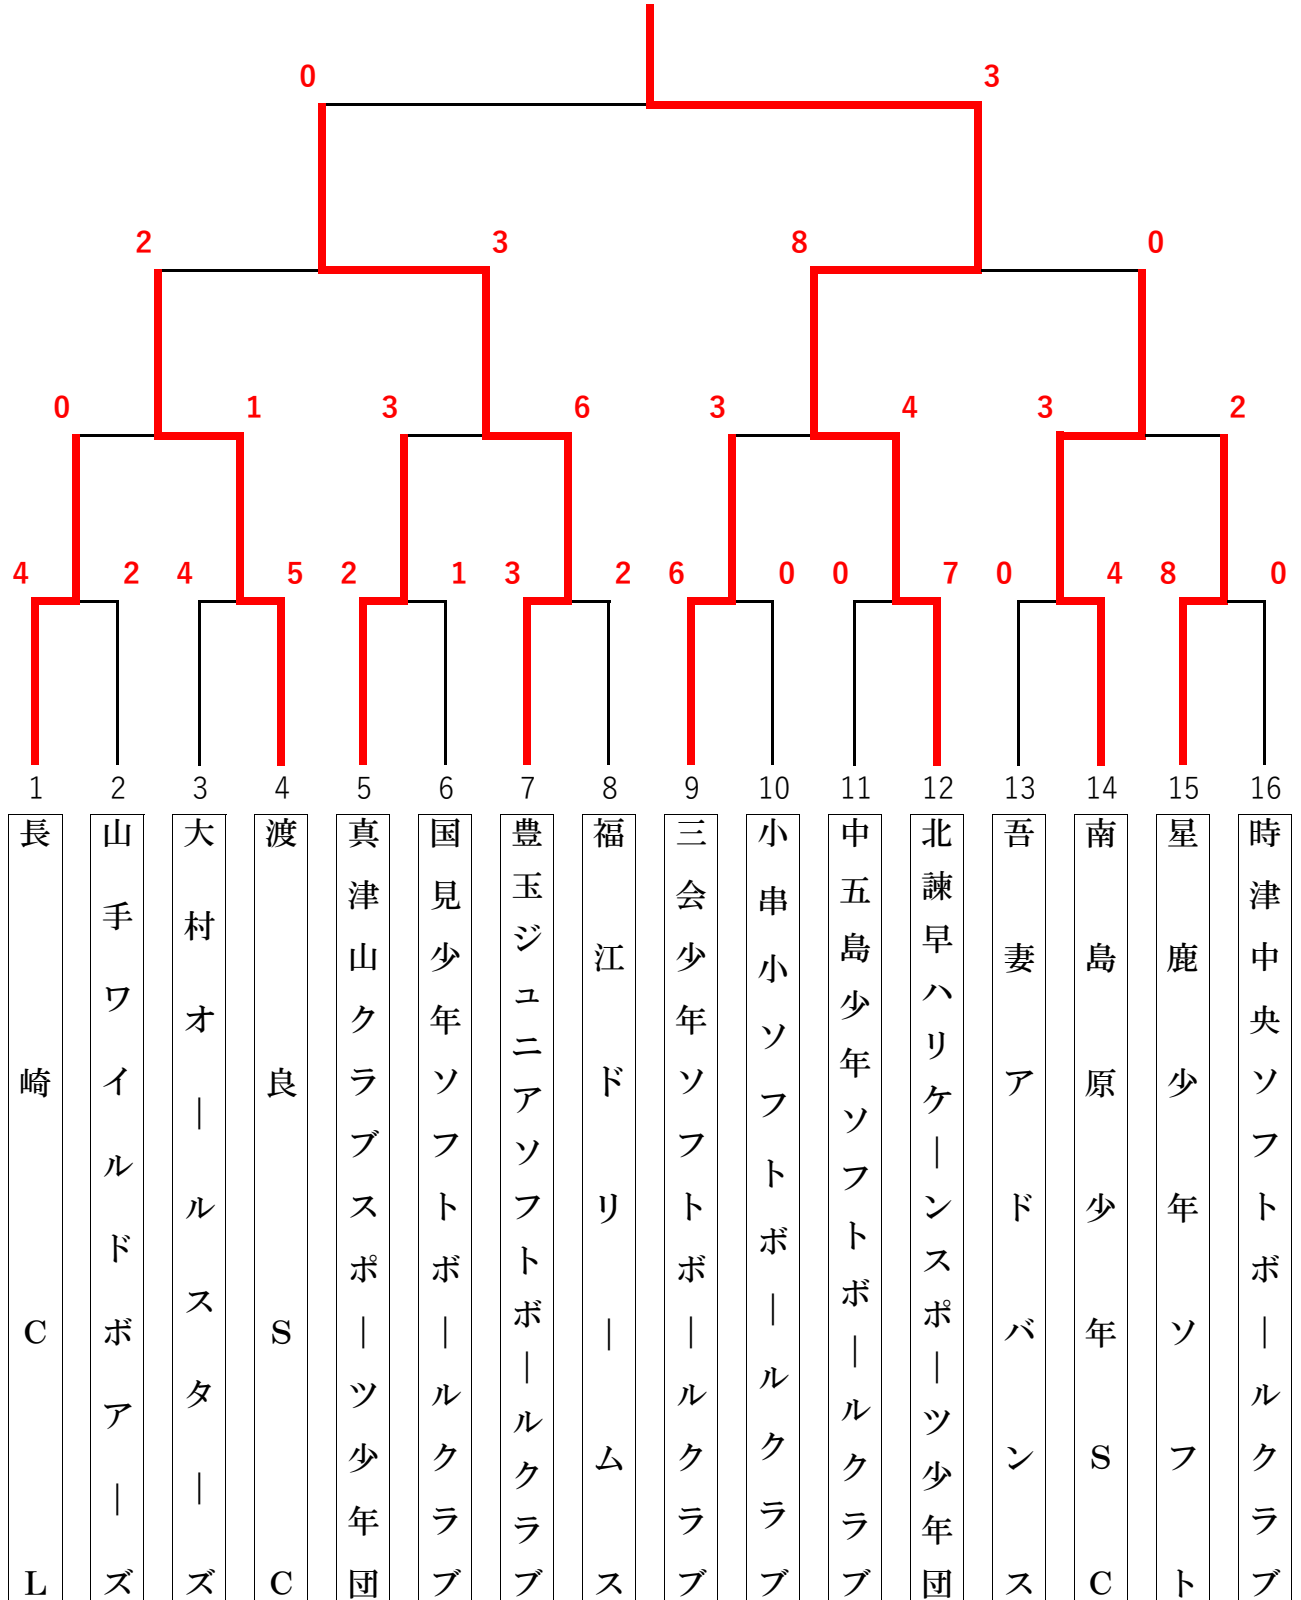 0 3
2 3 8 0
0 1 3 6 3 4 3 2
4 2 4 5 2 1 3 2 6 0 0 7 0 4 8 0
1 2 3 4 5 6 7 8 9 10 11 12 13 14 15 16
長崎CL
山手ワイルドボアーズ
大村オールスターズ
渡良SC
真津山クラブスポーツ少年団
国見少年ソフトボールクラブ
豊玉ジュニアソフトボールクラブ
福江ドリームス
三会少年ソフトボールクラブ
小串小ソフトボールクラブ
中五島少年ソフトボールクラブ
北諫早ハリケーンスポーツ少年団
吾妻アドバンス
南島原少年SC
星鹿少年ソフト
時津中央ソフトボールクラブ